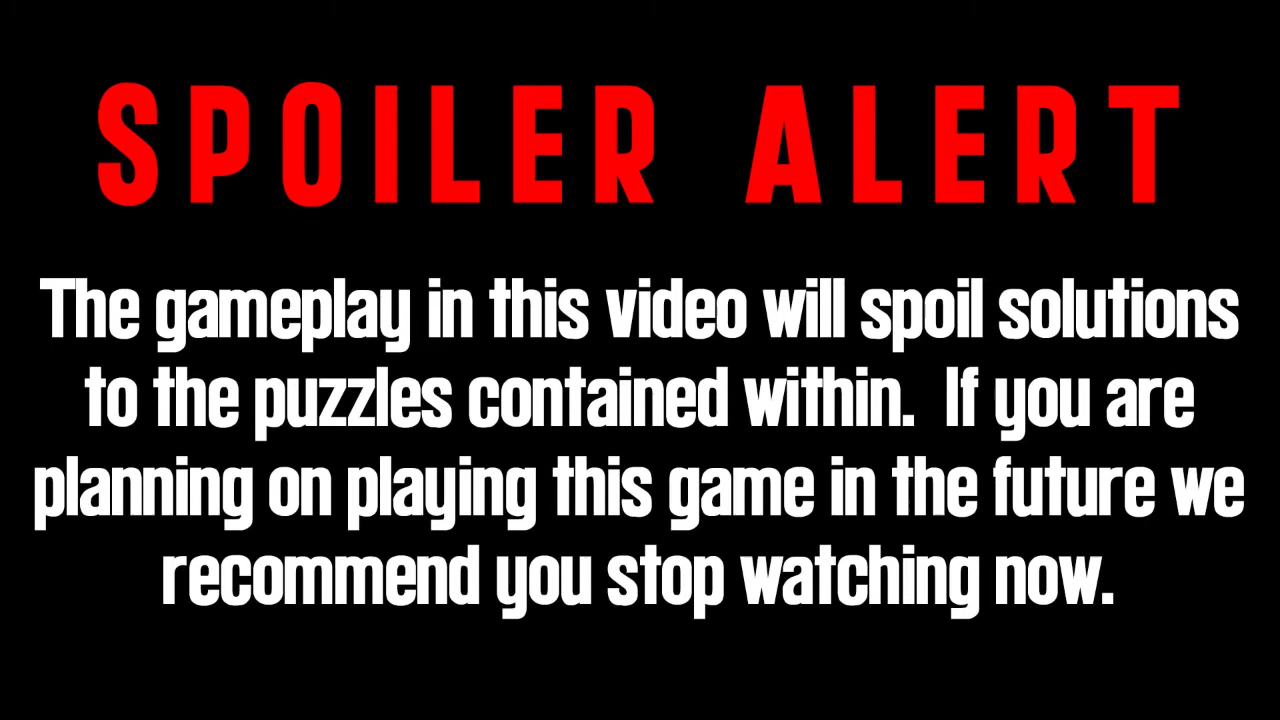 SPOILER ALERT
The gameplay in this video will spoil solutions
to the puzzles contained within.  If you are
planning on playing this game in the future we
recommend you stop watching now.